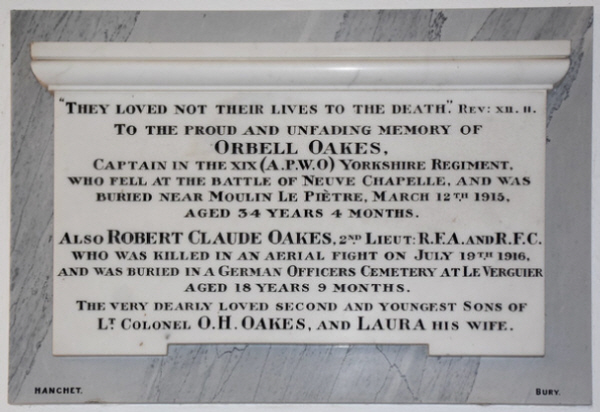 "THEY LOVED NOT THEIR LIVES TO THE DEATH". REV: XII. 11.
TO THE PROUD AND UNFADING MEMORY OF
ORBELL OAKES,
CAPTAIN IN THE XIX (A.P.W.O) YORKSHIRE REGIMENT,
WHO FELL AT THE BATTLE OF NEUVE CHAPELLE, AND WAS
BURIED NEAR MOULIN LE PIÈTRE, MARCH 12TH 1915,
AGED 34 YEARS 4 MONTHS.
ALSO ROBERT CLAUDE OAKES, 2ND LIEUT: R.F.A. AND R.F.C.
WHO WAS KILLED IN AN AERIAL FIGHT ON JULY 19TH 1916,
AND WAS BURIED IN A GERMAN OFFICERS CEMETERY AT LE VERGUIER
AGED 18 YEARS 9 MONTHS.
THE VERY DEARLY LOVED SECOND AND YOUNGEST SONS OF
LT COLONEL O.H. OAKES, AND LAURA HIS WIFE.
HANCHET. BURY.